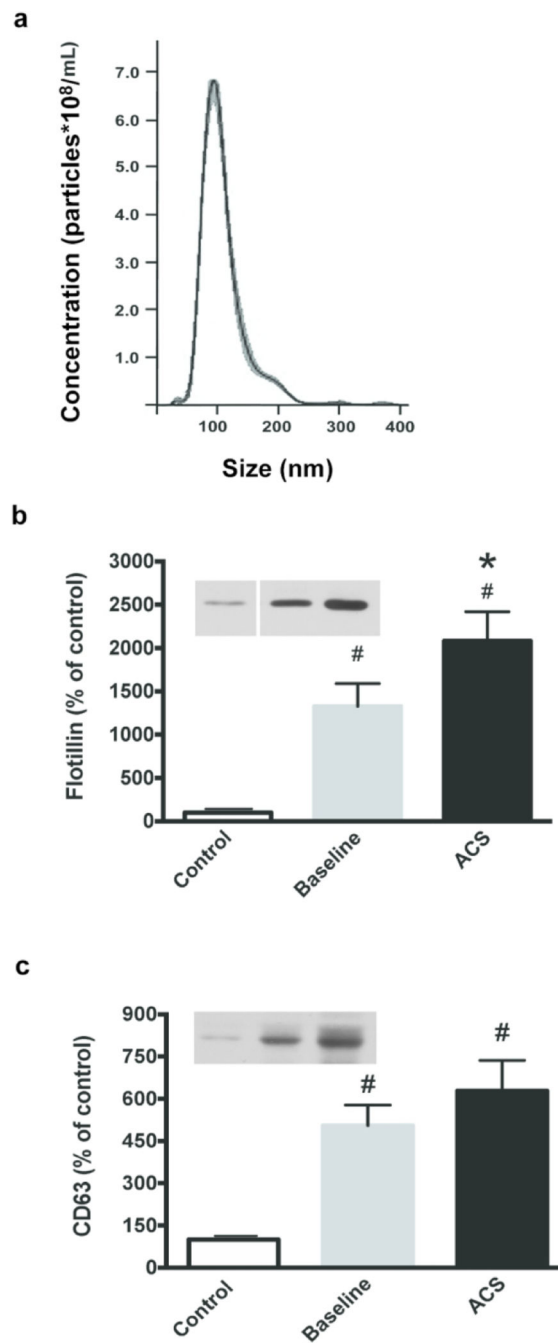 a
Concentration (particles*10⁸/mL)
7.0
6.0
5.0
4.0
3.0
2.0
1.0
100 200 300 400
Size (nm)
b
Flotillin (% of control)
3000
2500
2000
1500
1000
500
0
*
#
#
Control Baseline ACS
c
CD63 (% of control)
900
750
600
450
300
150
0
#
#
Control Baseline ACS